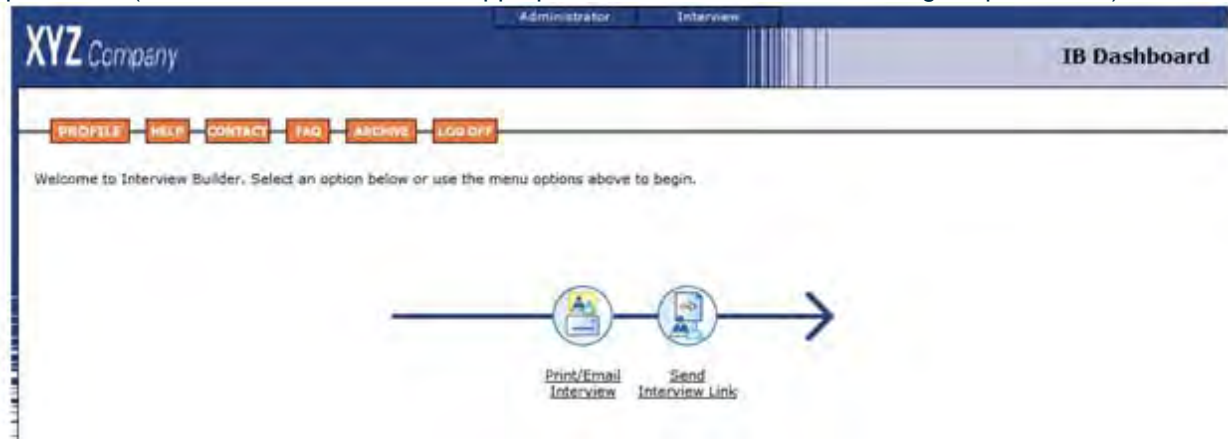 Administrator Interview
XYZ Company
IB Dashboard
PROFILE HELP CONTACT FAQ ARCHIVE LOG OFF
Welcome to Interview Builder. Select an option below or use the menu options above to begin.
Print/Email Send
Interview Interview Link